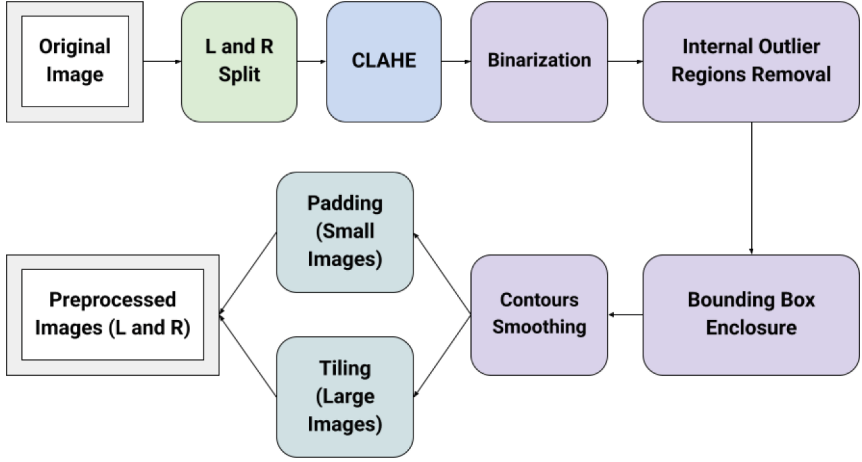 Original
Image
L and R
Split
CLAHE
Binarization
Internal Outlier
Regions Removal
Bounding Box
Enclosure
Contours
Smoothing
Padding
(Small
Images)
Tiling
(Large
Images)
Preprocessed
Images (L and R)